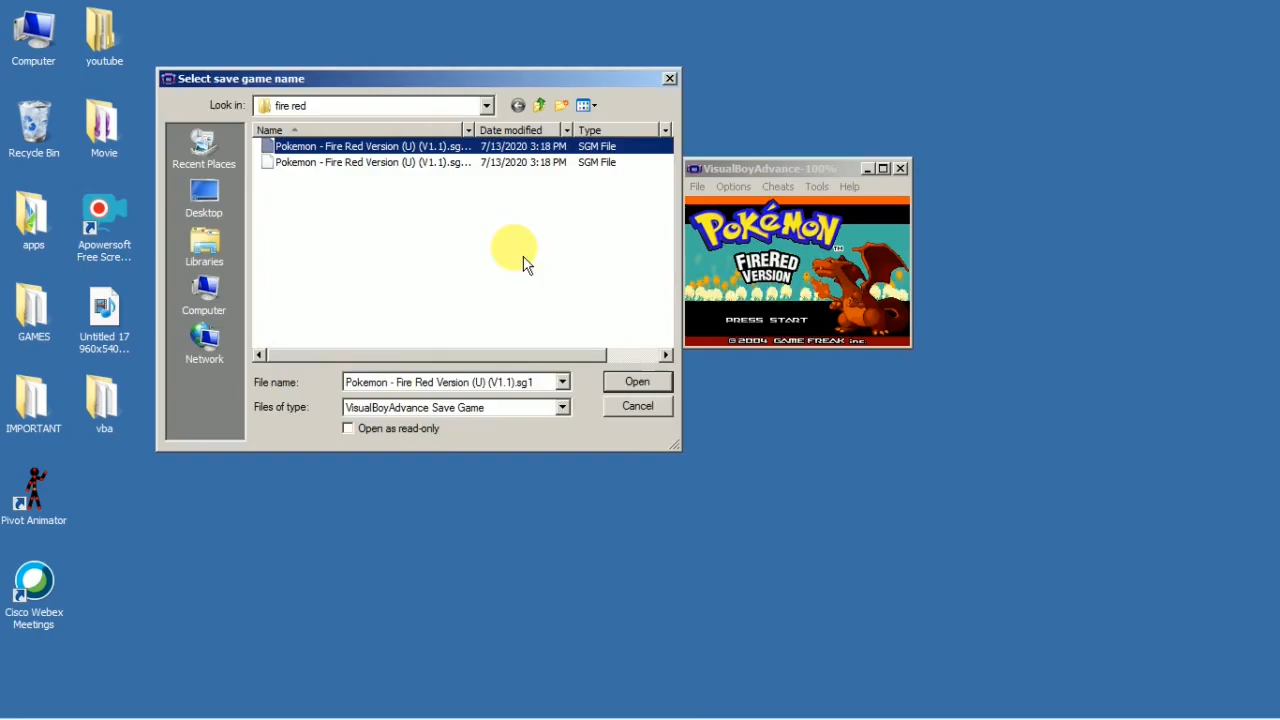 Computer
youtube
Recycle Bin
Movie
apps
Apowersoft
Free Scre...
GAMES
Untitled 17
960x540...
IMPORTANT
vba
Pivot Animator
Cisco Webex
Meetings
Select save game name
Look in:
fire red
Recent Places
Desktop
Libraries
Computer
Network
Name
Date modified
Type
Pokemon - Fire Red Version (U) (V1.1).sg... 7/13/2020 3:18 PM SGM File
Pokemon - Fire Red Version (U) (V1.1).sg... 7/13/2020 3:18 PM SGM File
File name:
Pokemon - Fire Red Version (U) (V1.1).sg1
Open
Files of type:
VisualBoyAdvance Save Game
Cancel
Open as read-only
VisualBoyAdvance-100%
File Options Cheats Tools Help
POKéMON
TM
FIRERED
VERSION
PRESS START
©2004 GAME FREAK inc.